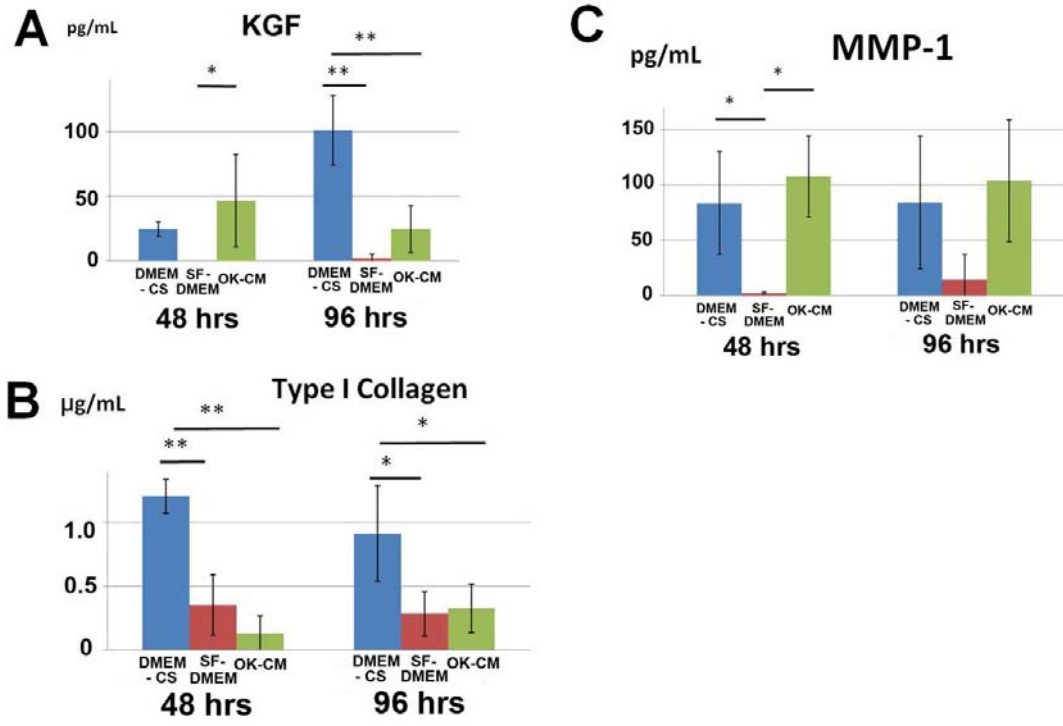 A pg/mL KGF
**
* **
100
50
0
DMEM SF- OK-CM DMEM SF- OK-CM
- CS DMEM - CS DMEM
48 hrs 96 hrs
C MMP-1
pg/mL
*
*
150
100
50
0
DMEM SF- OK-CM DMEM SF- OK-CM
- CS DMEM - CS DMEM
48 hrs 96 hrs
B µg/mL Type I Collagen
** *
** *
1.0
0.5
0
DMEM SF- OK-CM DMEM SF- OK-CM
- CS DMEM - CS DMEM
48 hrs 96 hrs